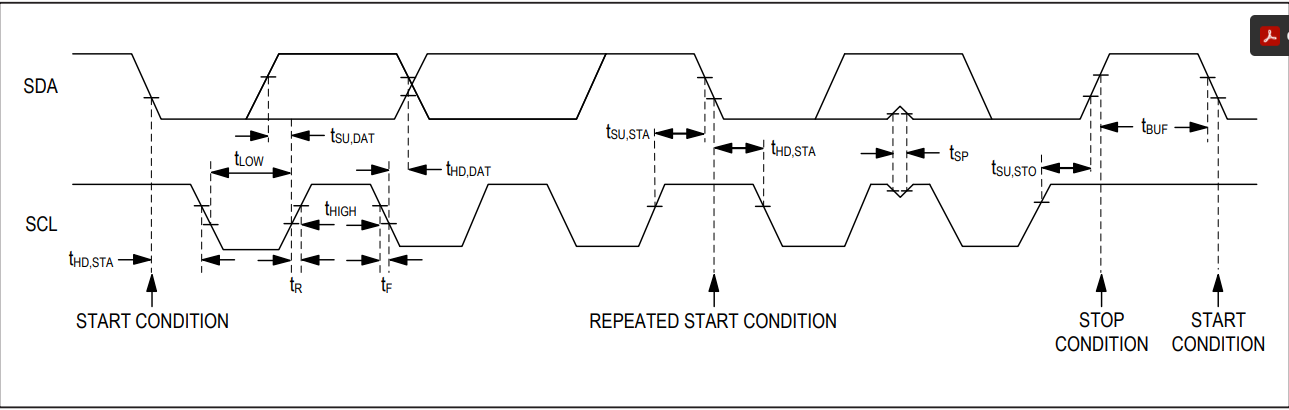 SDA
tSU,DAT
tHD,DAT
tSU,STA
tHD,STA
tSP
tBUF
tSU,STO
tLOW
SCL
tHIGH
tHD,STA
tR
tF
START CONDITION
REPEATED START CONDITION
STOP
CONDITION
START
CONDITION